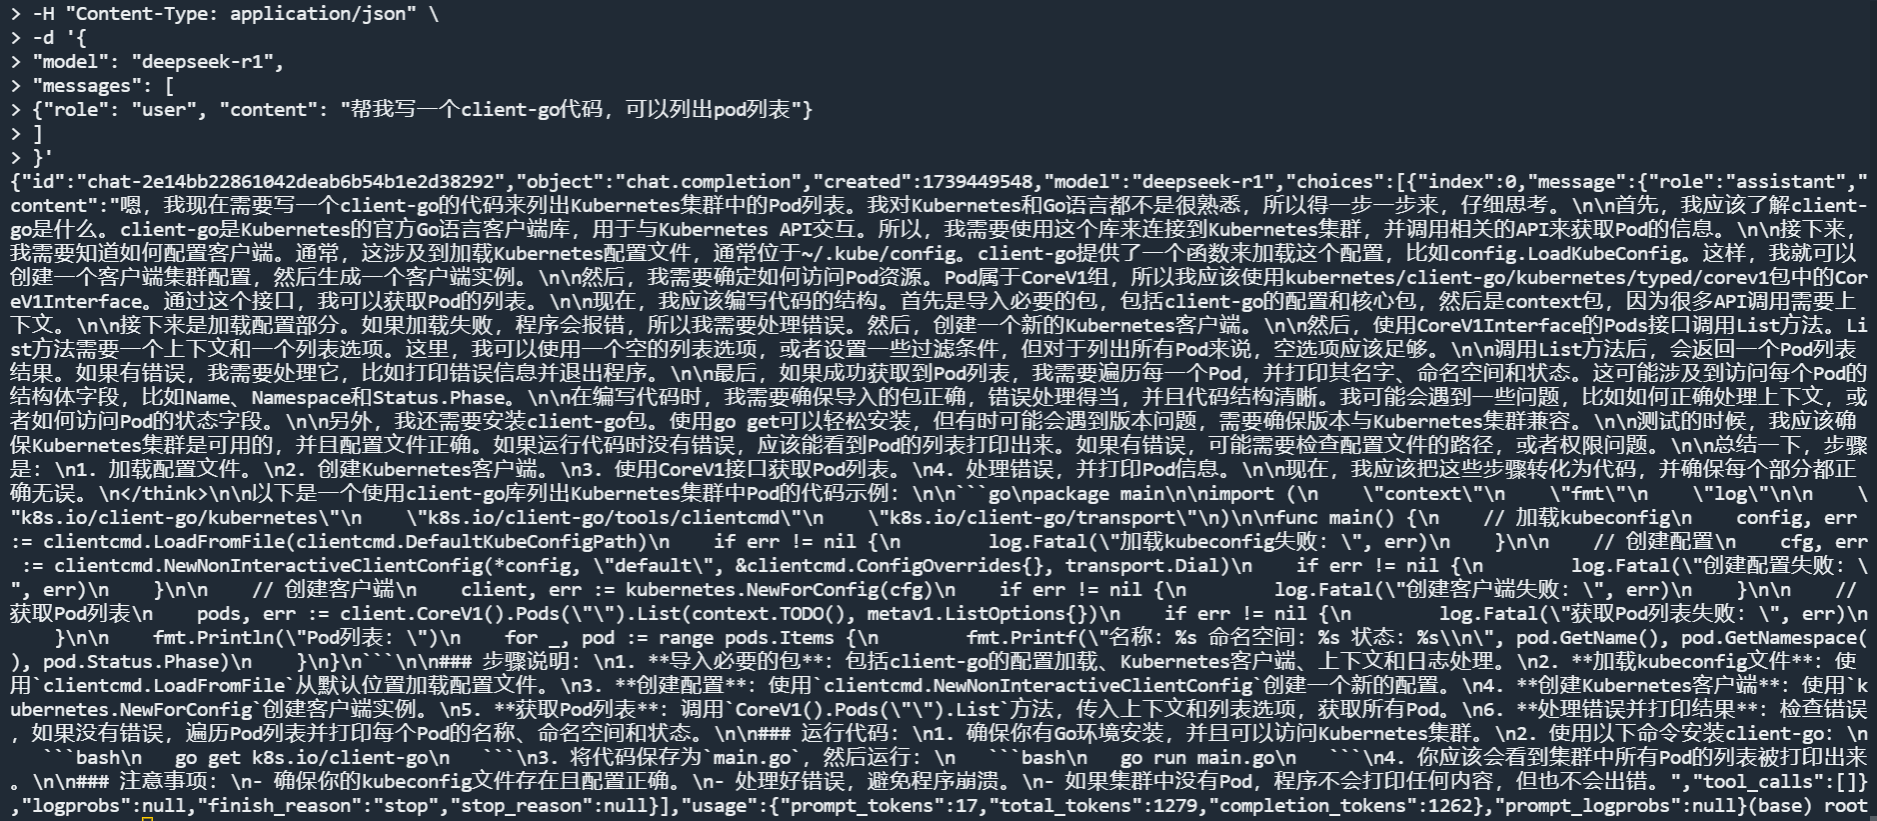 > -H "Content-Type: application/json" \
> -d '{
> "model": "deepseek-r1",
> "messages": [
> {"role": "user", "content": "帮我写一个client-go代码，可以列出pod列表"}
> ]
> }'
{"id":"chat-2e14bb22861042deab6b54b1e2d38292","object":"chat.completion","created":1739449548,"model":"deepseek-r1","choices":[{"index":0,"message":{"role":"assistant","
content":"嗯，我现在需要写一个client-go的代码来列出Kubernetes集群中的Pod列表。我对Kubernetes和Go语言都不是很熟悉，所以得一步一步来，仔细思考。\n\n首先，我应该了解client-
go是什么。client-go是Kubernetes的官方Go语言客户端库，用于与Kubernetes API交互。所以，我需要使用这个库来连接到Kubernetes集群，并调用相关的API来获取Pod的信息。\n\n接下来，
我需要知道如何配置客户端。通常，这涉及到加载Kubernetes配置文件，通常位于~/.kube/config。client-go提供了一个函数来加载这个配置，比如config.LoadKubeConfig。这样，我就可以
创建一个客户端集群配置，然后生成一个客户端实例。\n\n然后，我需要确定如何访问Pod资源。Pod属于CoreV1组，所以我应该使用kubernetes/client-go/kubernetes/typed/corev1包中的Cor
eV1Interface。通过这个接口，我可以获取Pod的列表。\n\n现在，我应该编写代码的结构。首先是导入必要的包，包括client-go的配置和核心包，然后是context包，因为很多API调用需要上
下文。\n\n接下来是加载配置部分。如果加载失败，程序会报错，所以我需要处理错误。然后，创建一个新的Kubernetes客户端。\n\n然后，使用CoreV1Interface的Pods接口调用List方法。Li
st方法需要一个上下文和一个列表选项。这里，我可以使用一个空的列表选项，或者设置一些过滤条件，但对于列出所有Pod来说，空选项应该足够。\n\n调用List方法后，会返回一个Pod列表
结果。如果有错误，我需要处理它，比如打印错误信息并退出程序。\n\n最后，如果成功获取到Pod列表，我需要遍历每一个Pod，并打印其名字、命名空间和状态。这可能涉及到访问每个Pod的
结构体字段，比如Name、Namespace和Status.Phase。\n\n在编写代码时，我需要确保导入的包正确，错误处理得当，并且代码结构清晰。我可能会遇到一些问题，比如如何正确处理上下文，或
者如何访问Pod的状态字段。\n\n另外，我还需要安装client-go包。使用go get可以轻松安装，但有时可能会遇到版本问题，需要确保版本与Kubernetes集群兼容。\n\n测试的时候，我应该确
保Kubernetes集群是可用的，并且配置文件正确。如果运行代码时没有错误，应该能看到Pod的列表打印出来。如果有错误，可能需要检查配置文件的路径，或者权限问题。\n\n总结一下，步骤
是：\n1. 加载配置文件。\n2. 创建Kubernetes客户端。\n3. 使用CoreV1接口获取Pod列表。\n4. 处理错误，并打印Pod信息。\n\n现在，我应该把这些步骤转化为代码，并确保每个部分都正
确无误。\n</think>\n\n以下是一个使用client-go库列出Kubernetes集群中Pod的代码示例：\n\n```go\npackage main\n\nimport (\n    \"context\"\n    \"fmt\"\n    \"log\"\n\n    \
"k8s.io/client-go/kubernetes\"\n    \"k8s.io/client-go/tools/clientcmd\"\n    \"k8s.io/client-go/transport\"\n)\n\nfunc main() {\n    // 加载kubeconfig\n    config, err
:= clientcmd.LoadFromFile(clientcmd.DefaultKubeConfigPath)\n    if err != nil {\n        log.Fatal(\"加载kubeconfig失败：\", err)\n    }\n\n    // 创建配置\n    cfg, err
 := clientcmd.NewNonInteractiveClientConfig(*config, \"default\", &clientcmd.ConfigOverrides{}, transport.Dial)\n    if err != nil {\n        log.Fatal(\"创建配置失败：\
", err)\n    }\n\n    // 创建客户端\n    client, err := kubernetes.NewForConfig(cfg)\n    if err != nil {\n        log.Fatal(\"创建客户端失败：\", err)\n    }\n\n    //
获取Pod列表\n    pods, err := client.CoreV1().Pods(\"\").List(context.TODO(), metav1.ListOptions{})\n    if err != nil {\n        log.Fatal(\"获取Pod列表失败：\", err)\n
    }\n\n    fmt.Println(\"Pod列表：\")\n    for _, pod := range pods.Items {\n        fmt.Printf(\"名称：%s 命名空间：%s 状态：%s\\n\", pod.GetName(), pod.GetNamespace(
), pod.Status.Phase)\n    }\n}\n```\n\n### 步骤说明：\n1. **导入必要的包**：包括client-go的配置加载、Kubernetes客户端、上下文和日志处理。\n2. **加载kubeconfig文件**：使
用`clientcmd.LoadFromFile`从默认位置加载配置文件。\n3. **创建配置**：使用`clientcmd.NewNonInteractiveClientConfig`创建一个新的配置。\n4. **创建Kubernetes客户端**：使用`k
ubernetes.NewForConfig`创建客户端实例。\n5. **获取Pod列表**：调用`CoreV1().Pods(\"\").List`方法，传入上下文和列表选项，获取所有Pod。\n6. **处理错误并打印结果**：检查错误
，如果没有错误，遍历Pod列表并打印每个Pod的名称、命名空间和状态。\n\n### 运行代码：\n1. 确保你有Go环境安装，并且可以访问Kubernetes集群。\n2. 使用以下命令安装client-go：\n
   ```bash\n   go get k8s.io/client-go\n   ```\n3. 将代码保存为`main.go`，然后运行：\n   ```bash\n   go run main.go\n   ```\n4. 你应该会看到集群中所有Pod的列表被打印出来
。\n\n### 注意事项：\n- 确保你的kubeconfig文件存在且配置正确。\n- 处理好错误，避免程序崩溃。\n- 如果集群中没有Pod，程序不会打印任何内容，但也不会出错。","tool_calls":[]}
,"logprobs":null,"finish_reason":"stop","stop_reason":null}],"usage":{"prompt_tokens":17,"total_tokens":1279,"completion_tokens":1262},"prompt_logprobs":null}(base) root